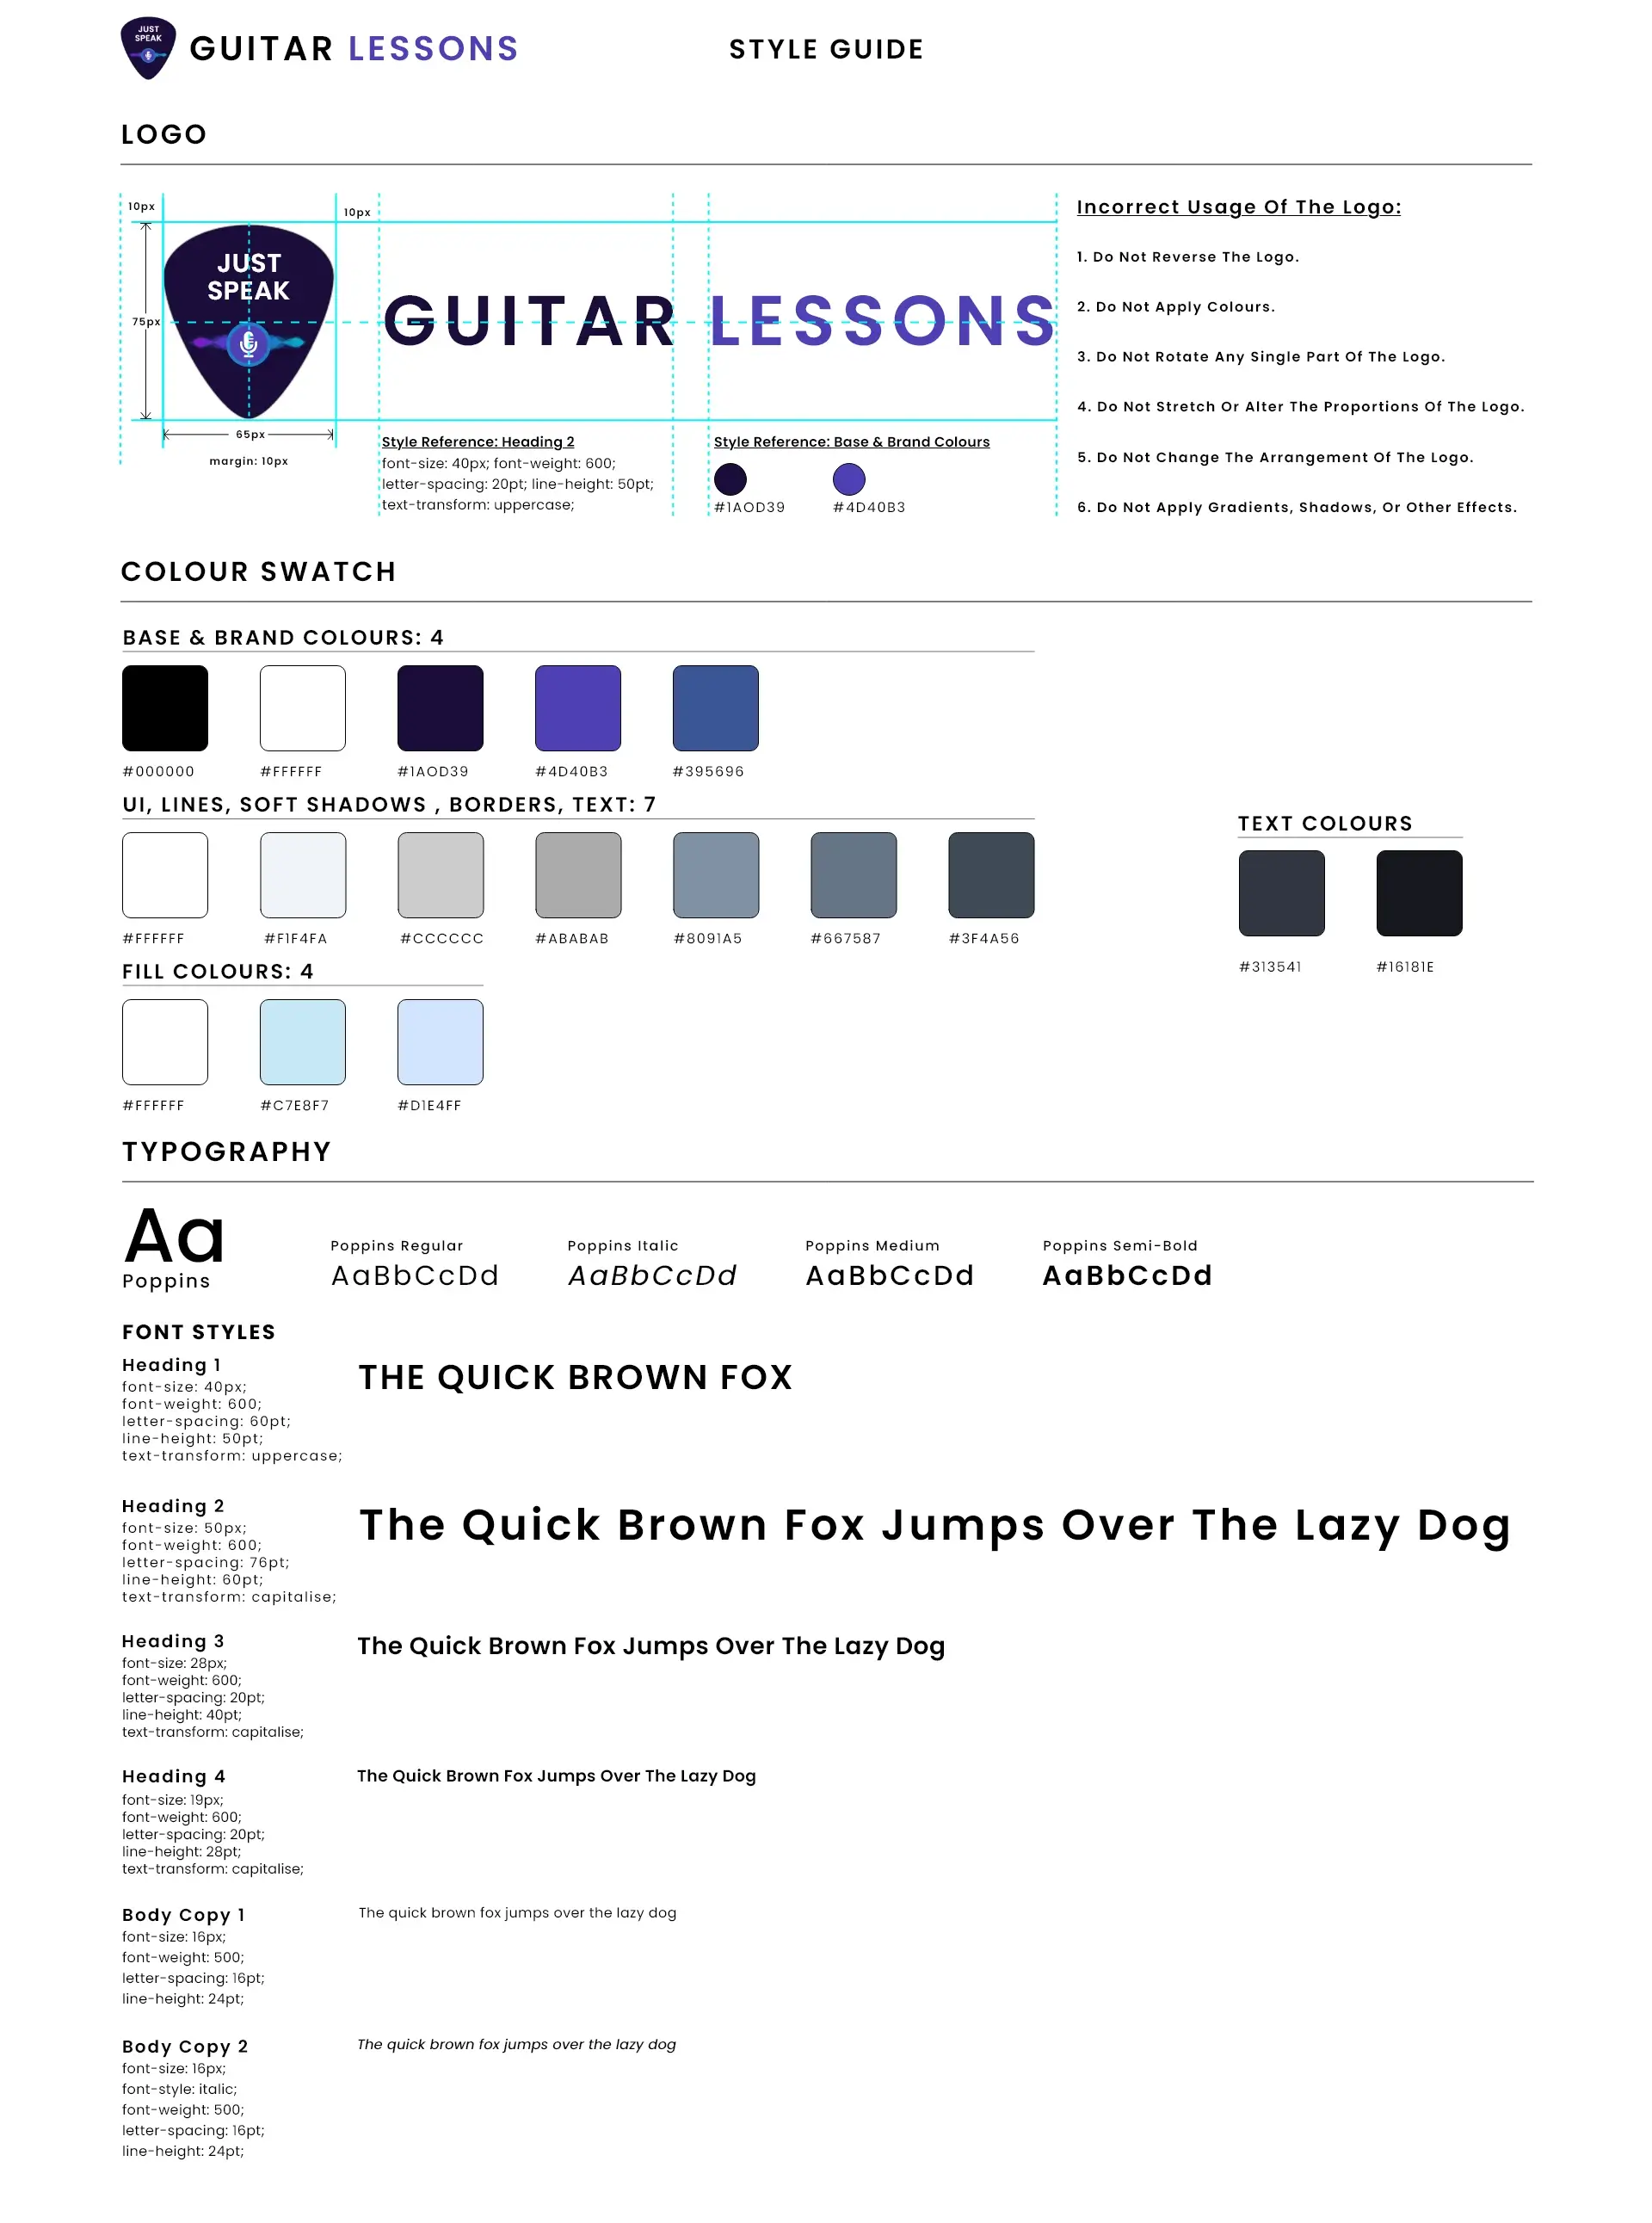 JUST
SPEAK
GUITAR LESSONS
STYLE GUIDE
LOGO
10px
10px
75px
JUST
SPEAK
GUITAR LESSONS
65px
margin: 10px
Style Reference: Heading 2
font-size: 40px; font-weight: 600;
letter-spacing: 20pt; line-height: 50pt;
text-transform: uppercase;
Style Reference: Base & Brand Colours
#1AOD39
#4D40B3
Incorrect Usage Of The Logo:
1. Do Not Reverse The Logo.
2. Do Not Apply Colours.
3. Do Not Rotate Any Single Part Of The Logo.
4. Do Not Stretch Or Alter The Proportions Of The Logo.
5. Do Not Change The Arrangement Of The Logo.
6. Do Not Apply Gradients, Shadows, Or Other Effects.
COLOUR SWATCH
BASE & BRAND COLOURS: 4
#000000 #FFFFFF #1AOD39 #4D40B3 #395696
UI, LINES, SOFT SHADOWS , BORDERS, TEXT: 7
#FFFFFF #F1F4FA #CCCCCC #ABABAB #8091A5 #667587 #3F4A56
TEXT COLOURS
#313541 #16181E
FILL COLOURS: 4
#FFFFFF #C7E8F7 #D1E4FF
TYPOGRAPHY
Aa
Poppins
Poppins Regular
AaBbCcDd
Poppins Italic
AaBbCcDd
Poppins Medium
AaBbCcDd
Poppins Semi-Bold
AaBbCcDd
FONT STYLES
Heading 1
font-size: 40px;
font-weight: 600;
letter-spacing: 60pt;
line-height: 50pt;
text-transform: uppercase;
THE QUICK BROWN FOX
Heading 2
font-size: 50px;
font-weight: 600;
letter-spacing: 76pt;
line-height: 60pt;
text-transform: capitalise;
The Quick Brown Fox Jumps Over The Lazy Dog
Heading 3
font-size: 28px;
font-weight: 600;
letter-spacing: 20pt;
line-height: 40pt;
text-transform: capitalise;
The Quick Brown Fox Jumps Over The Lazy Dog
Heading 4
font-size: 19px;
font-weight: 600;
letter-spacing: 20pt;
line-height: 28pt;
text-transform: capitalise;
The Quick Brown Fox Jumps Over The Lazy Dog
Body Copy 1
font-size: 16px;
font-weight: 500;
letter-spacing: 16pt;
line-height: 24pt;
The quick brown fox jumps over the lazy dog
Body Copy 2
font-size: 16px;
font-style: italic;
font-weight: 500;
letter-spacing: 16pt;
line-height: 24pt;
The quick brown fox jumps over the lazy dog